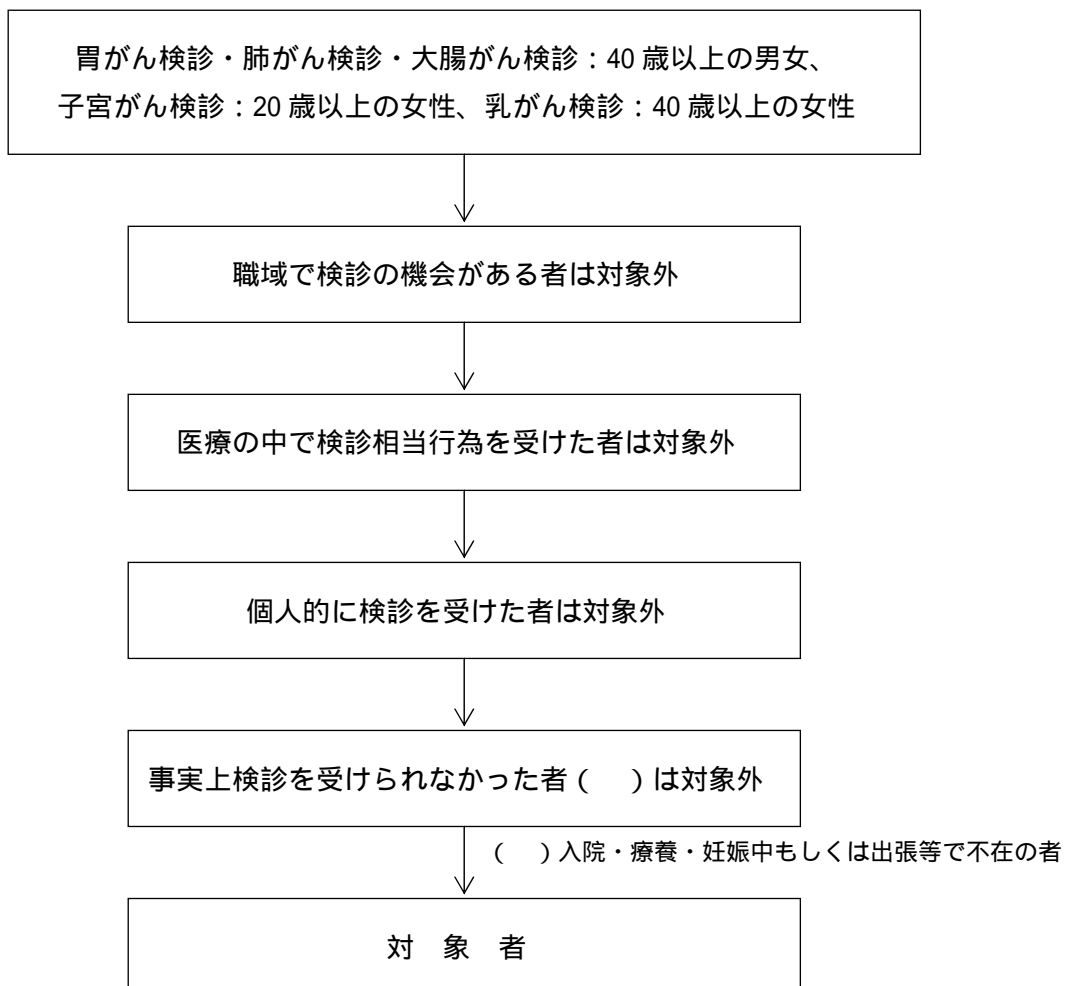 胃がん検診・肺がん検診・大腸がん検診:40 歳以上の男女、
子宮がん検診:20 歳以上の女性、乳がん検診:40 歳以上の女性
職域で検診の機会がある者は対象外
医療の中で検診相当行為を受けた者は対象外
個人的に検診を受けた者は対象外
事実上検診を受けられなかった者(　)は対象外
(　)入院・療養・妊娠中もしくは出張等で不在の者
対　象　者